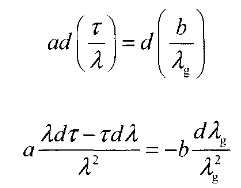 ad(τ/λ) = d(b/λ_g)
a (λdτ − τdλ)/λ² = −b dλ_g/λ_g²